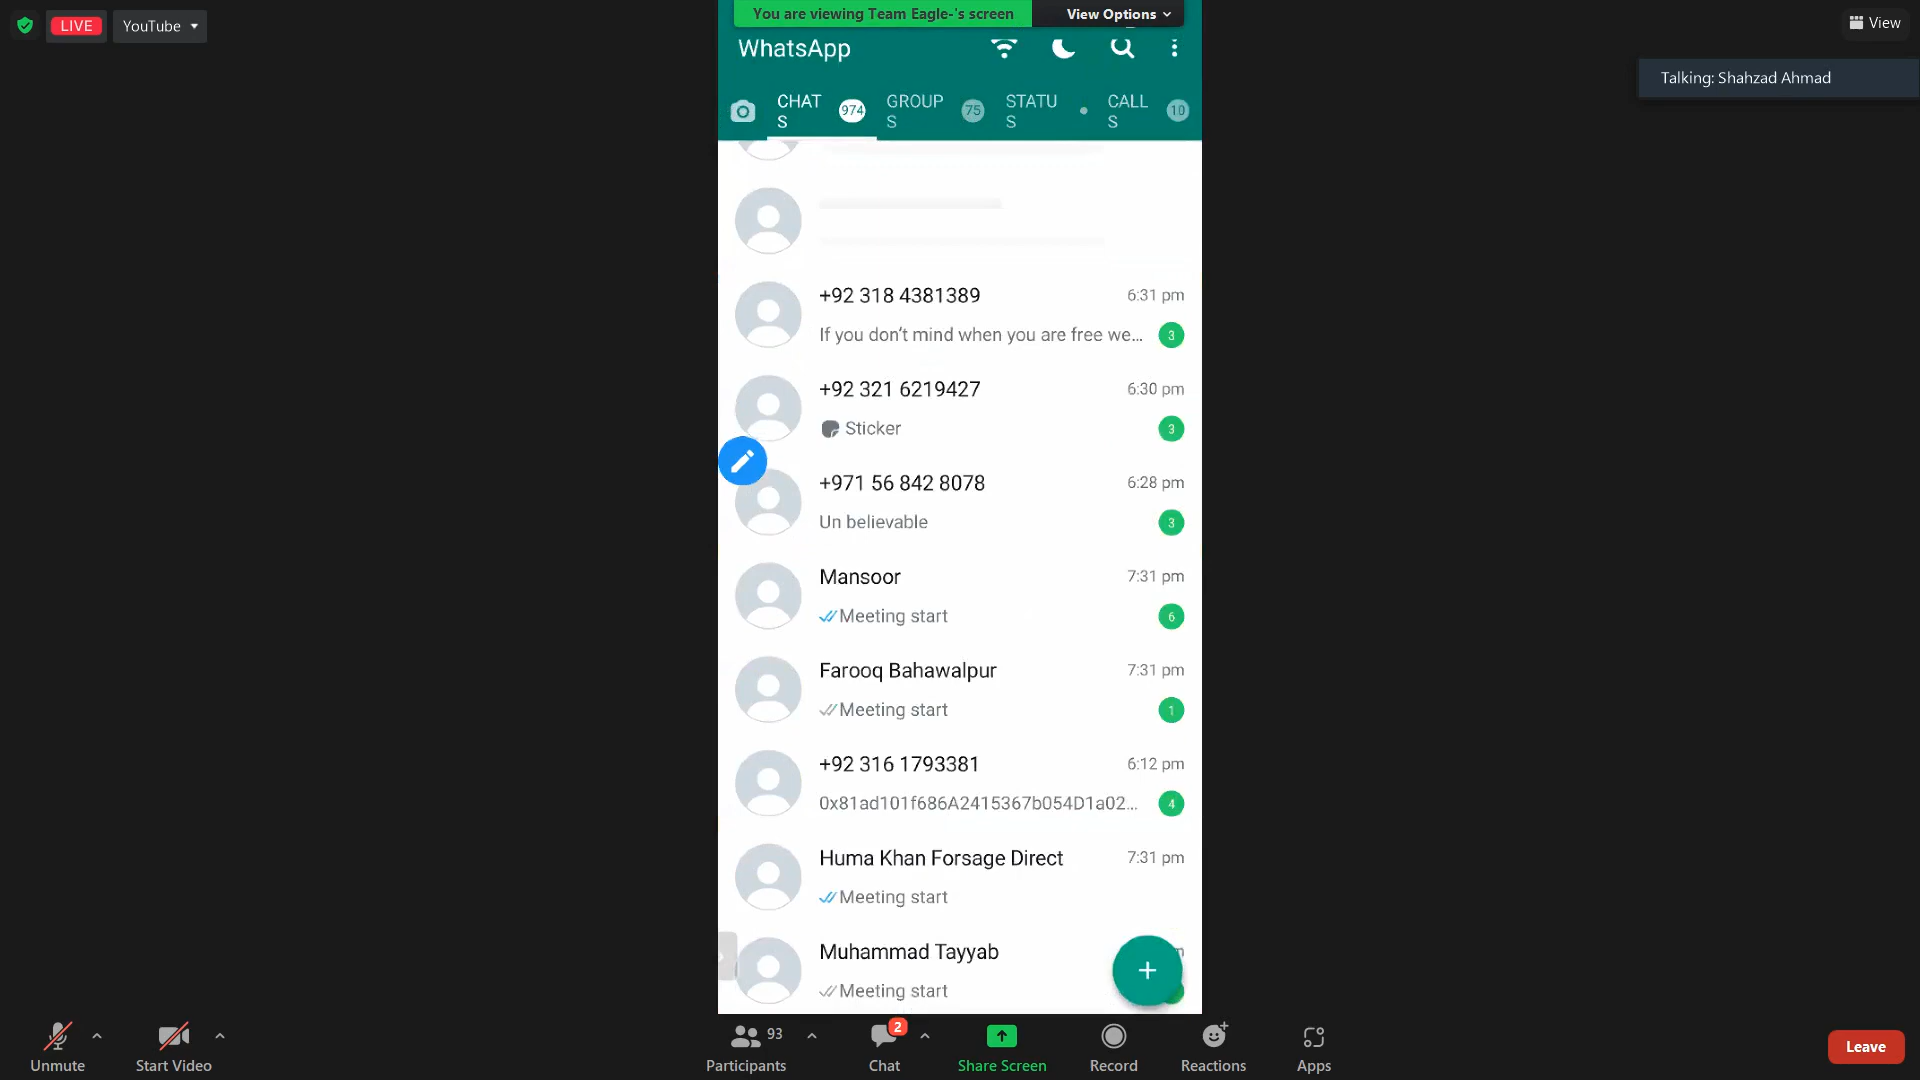 You are viewing Team Eagle-'s screen
View Options
LIVE
YouTube
View
Talking: Shahzad Ahmad
WhatsApp
CHAT
S
974
GROUP
S
75
STATU
S
CALL
S
10
+92 318 4381389
6:31 pm
If you don't mind when you are free we...
3
+92 321 6219427
6:30 pm
Sticker
3
+971 56 842 8078
6:28 pm
Un believable
3
Mansoor
7:31 pm
Meeting start
6
Farooq Bahawalpur
7:31 pm
Meeting start
1
+92 316 1793381
6:12 pm
0x81ad101f686A2415367b054D1a02...
4
Huma Khan Forsage Direct
7:31 pm
Meeting start
Muhammad Tayyab
Meeting start
Unmute
Start Video
93
Participants
2
Chat
Share Screen
Record
Reactions
Apps
Leave